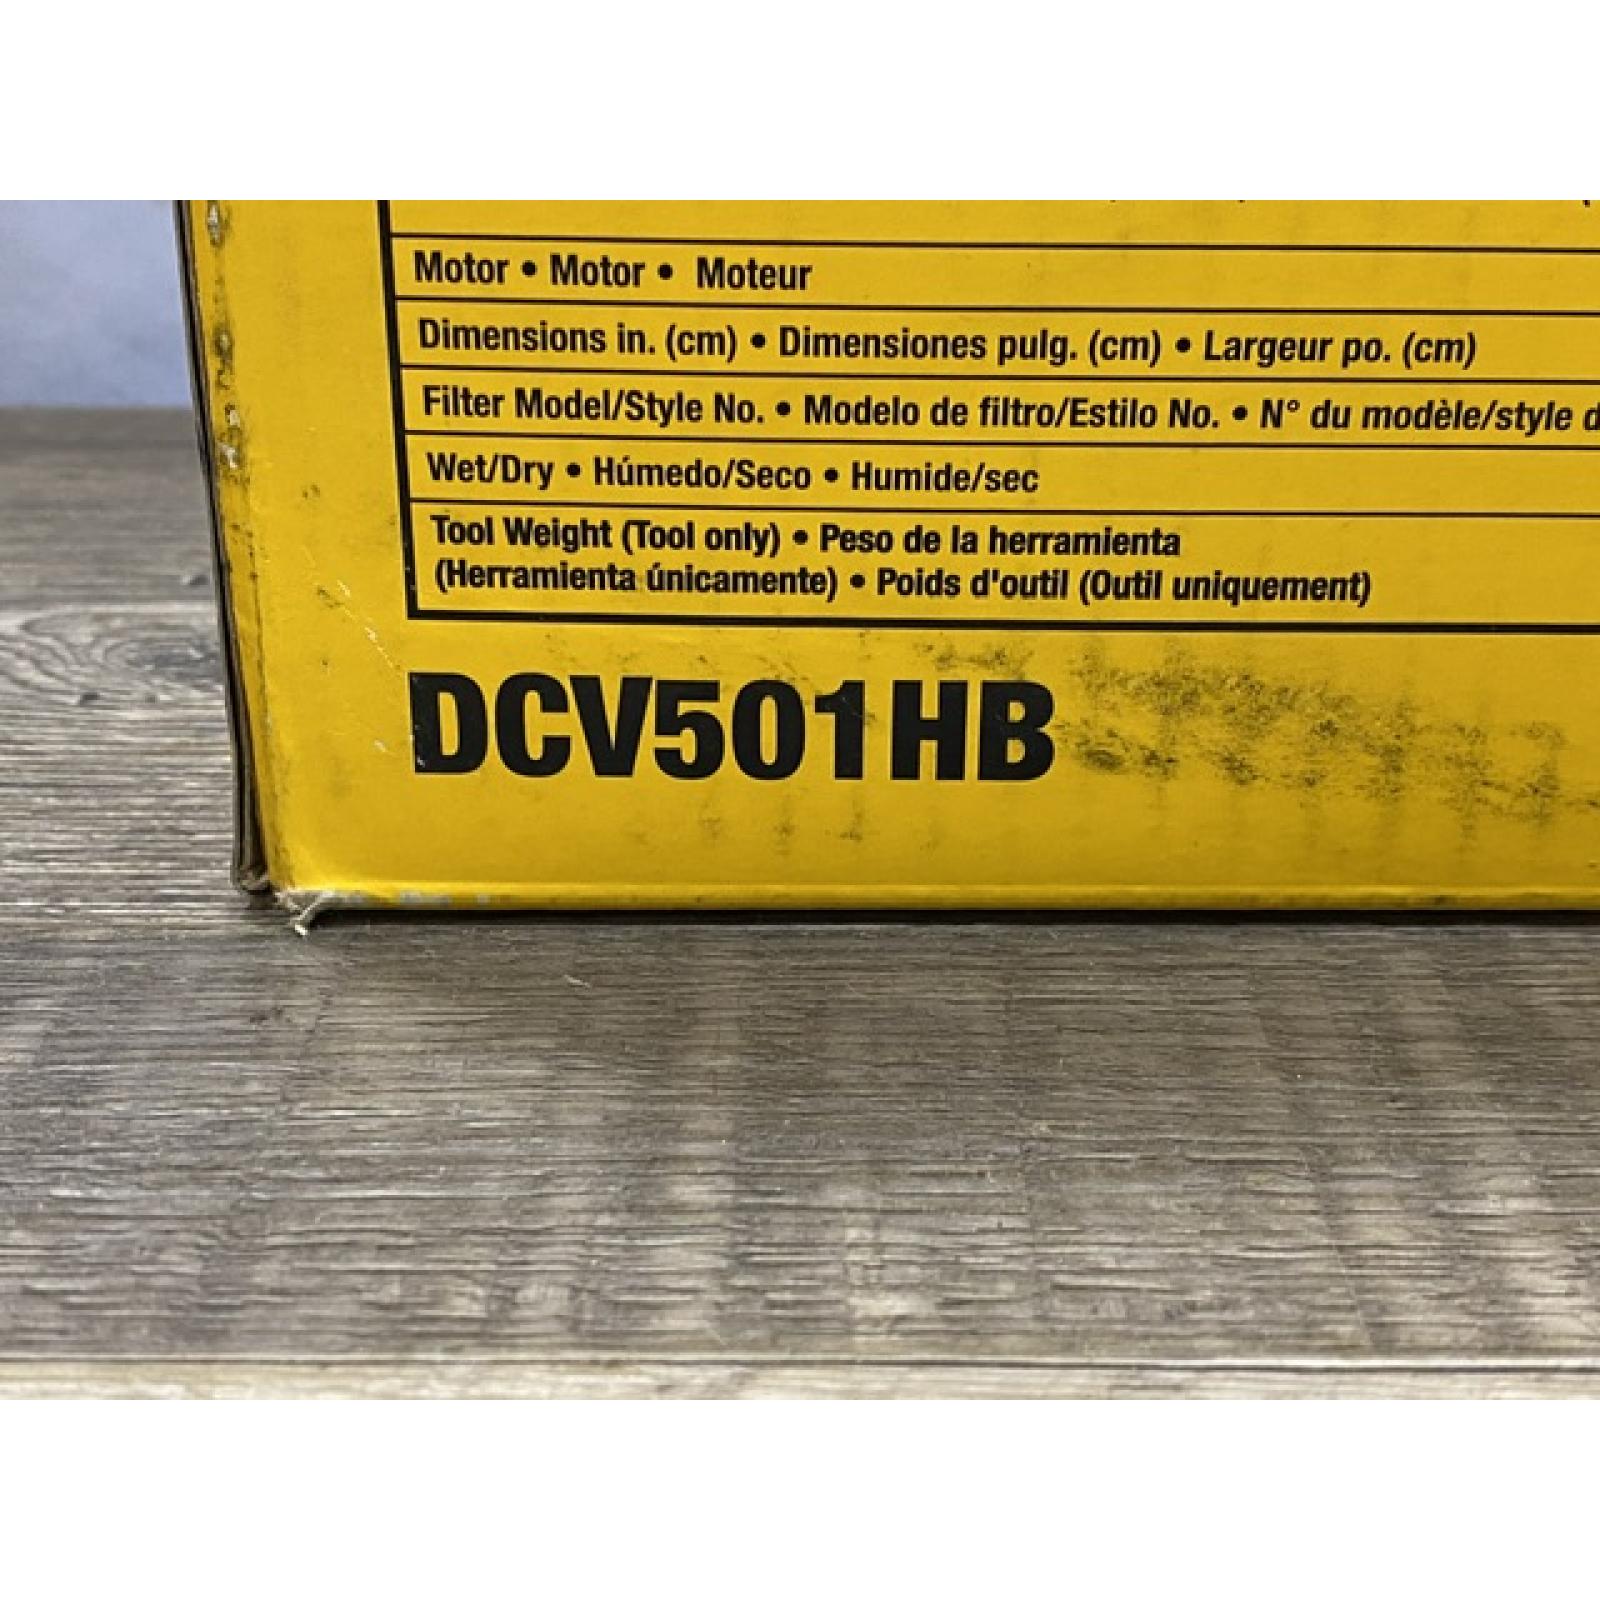 Motor • Motor • Moteur
Dimensions in. (cm) • Dimensiones pulg. (cm) • Largeur po. (cm)
Filter Model/Style No. • Modelo de filtro/Estilo No. • N° du modèle/style d
Wet/Dry • Húmedo/Seco • Humide/sec
Tool Weight (Tool only) • Peso de la herramienta
(Herramienta únicamente) • Poids d'outil (Outil uniquement)
DCV501HB